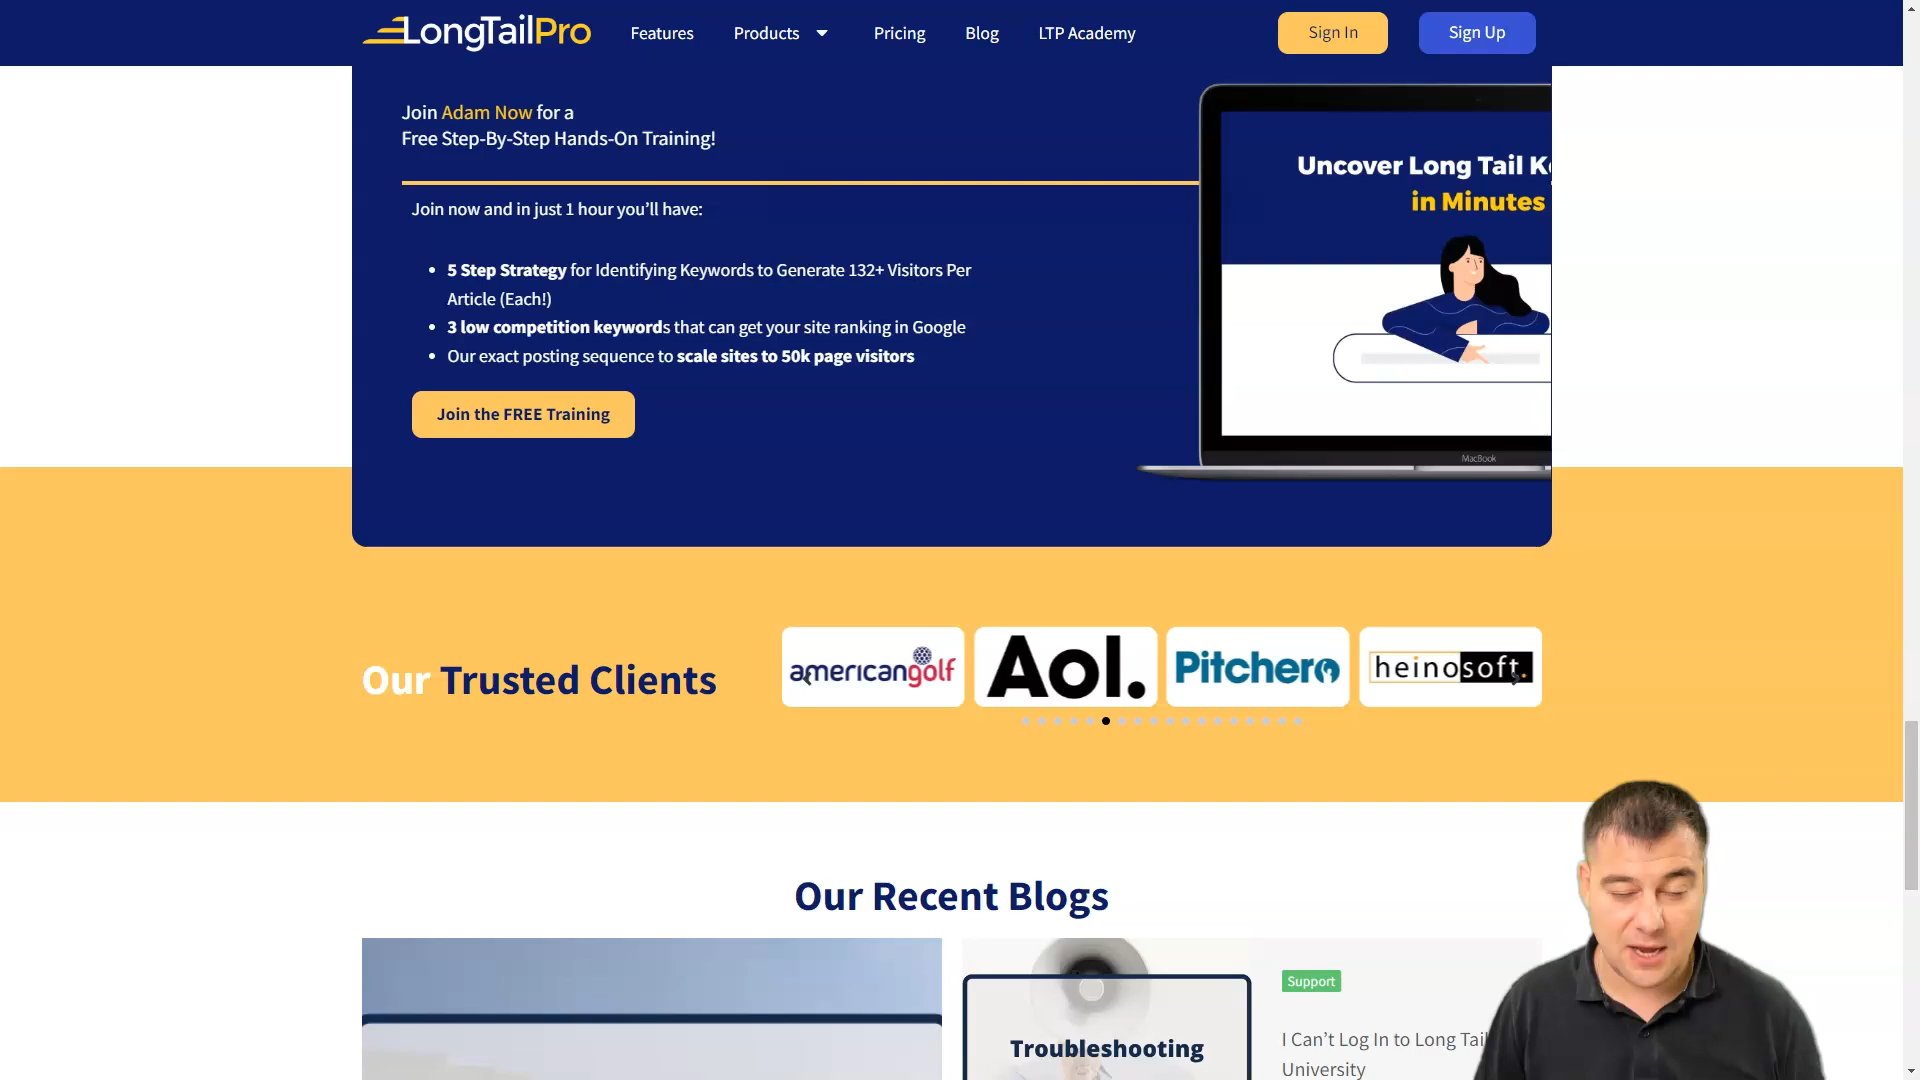 LongTailPro
Features
Products
Pricing
Blog
LTP Academy
Sign In
Sign Up
Join Adam Now for a
Free Step-By-Step Hands-On Training!
Join now and in just 1 hour you’ll have:
5 Step Strategy for Identifying Keywords to Generate 132+ Visitors Per
Article (Each!)
3 low competition keywords that can get your site ranking in Google
Our exact posting sequence to scale sites to 50k page visitors
Join the FREE Training
Uncover Long Tail K
in Minutes
MacBook
Our Trusted Clients
americangolf
Aol.
Pitchero
heinosoft.
Our Recent Blogs
Troubleshooting
Support
I Can’t Log In to Long Tail
University